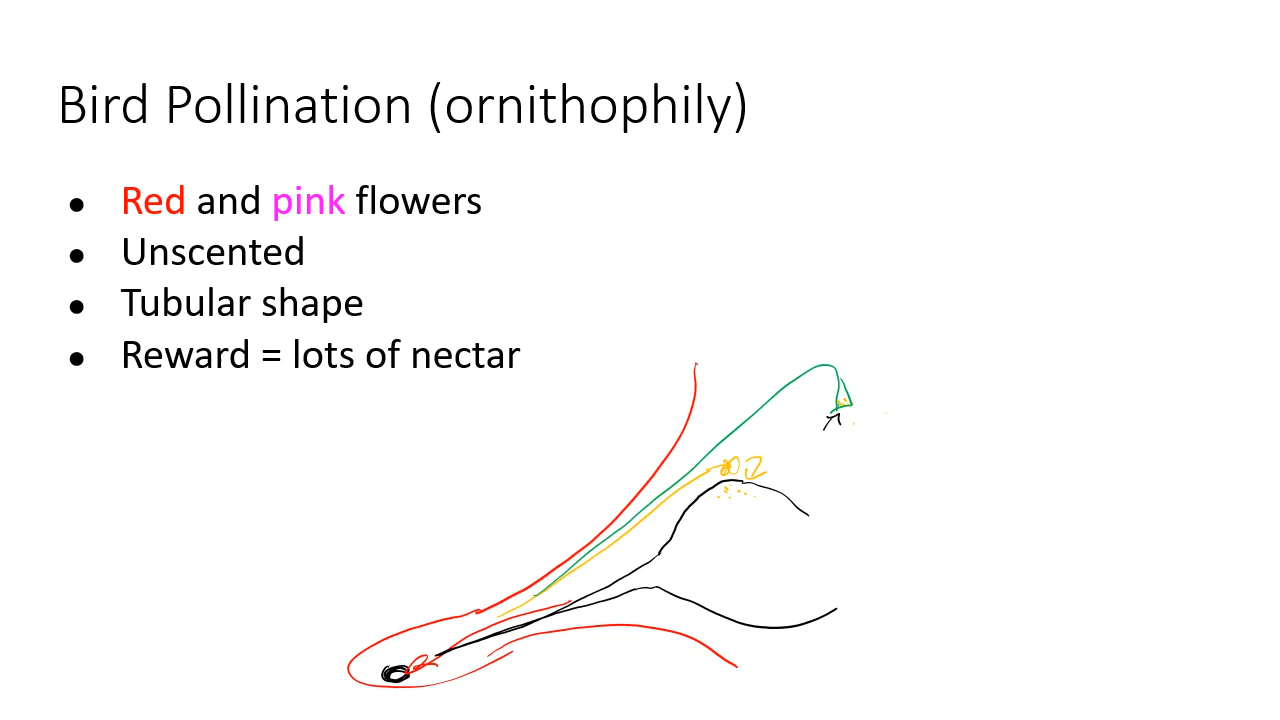 Bird Pollination (ornithophily)
● Red and pink flowers
● Unscented
● Tubular shape
● Reward = lots of nectar